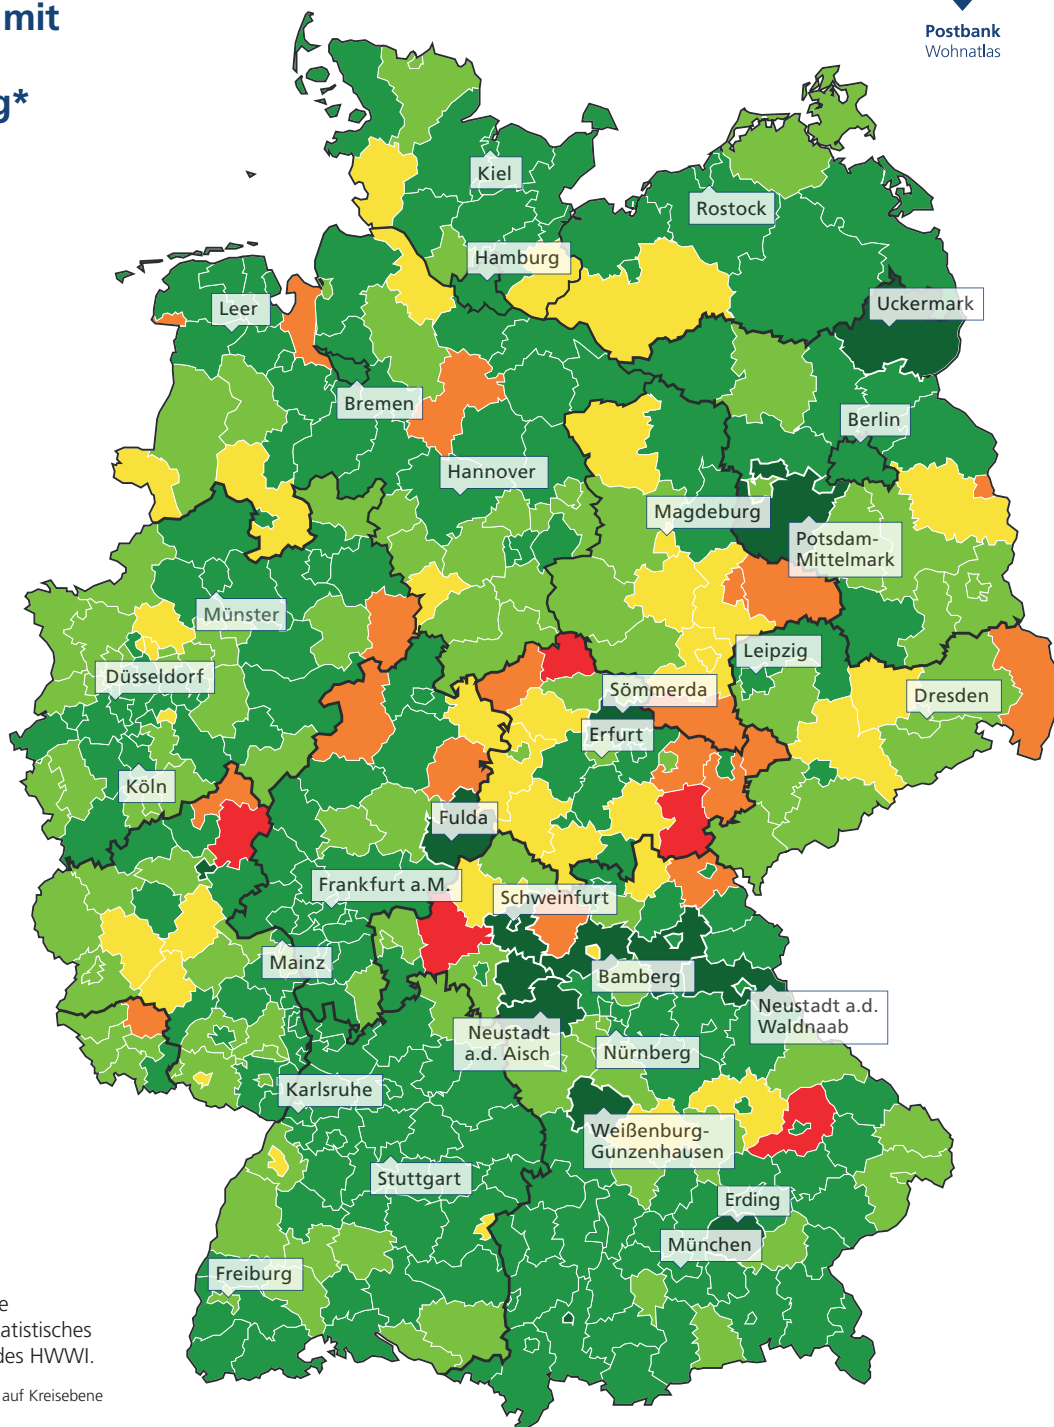 mit
g*
Postbank
Wohnatlas
Kiel
Rostock
Hamburg
Leer
Uckermark
Bremen
Berlin
Hannover
Magdeburg
Potsdam-
Mittelmark
Münster
Leipzig
Düsseldorf
Sömmerda
Dresden
Erfurt
Köln
Fulda
Frankfurt a.M.
Schweinfurt
Mainz
Bamberg
Neustadt a.d.
Waldnaab
Neustadt
a.d. Aisch
Nürnberg
Karlsruhe
Weißenburg-
Gunzenhausen
Stuttgart
Erding
München
Freiburg
e
tatistisches
des HWWI.
auf Kreisebene